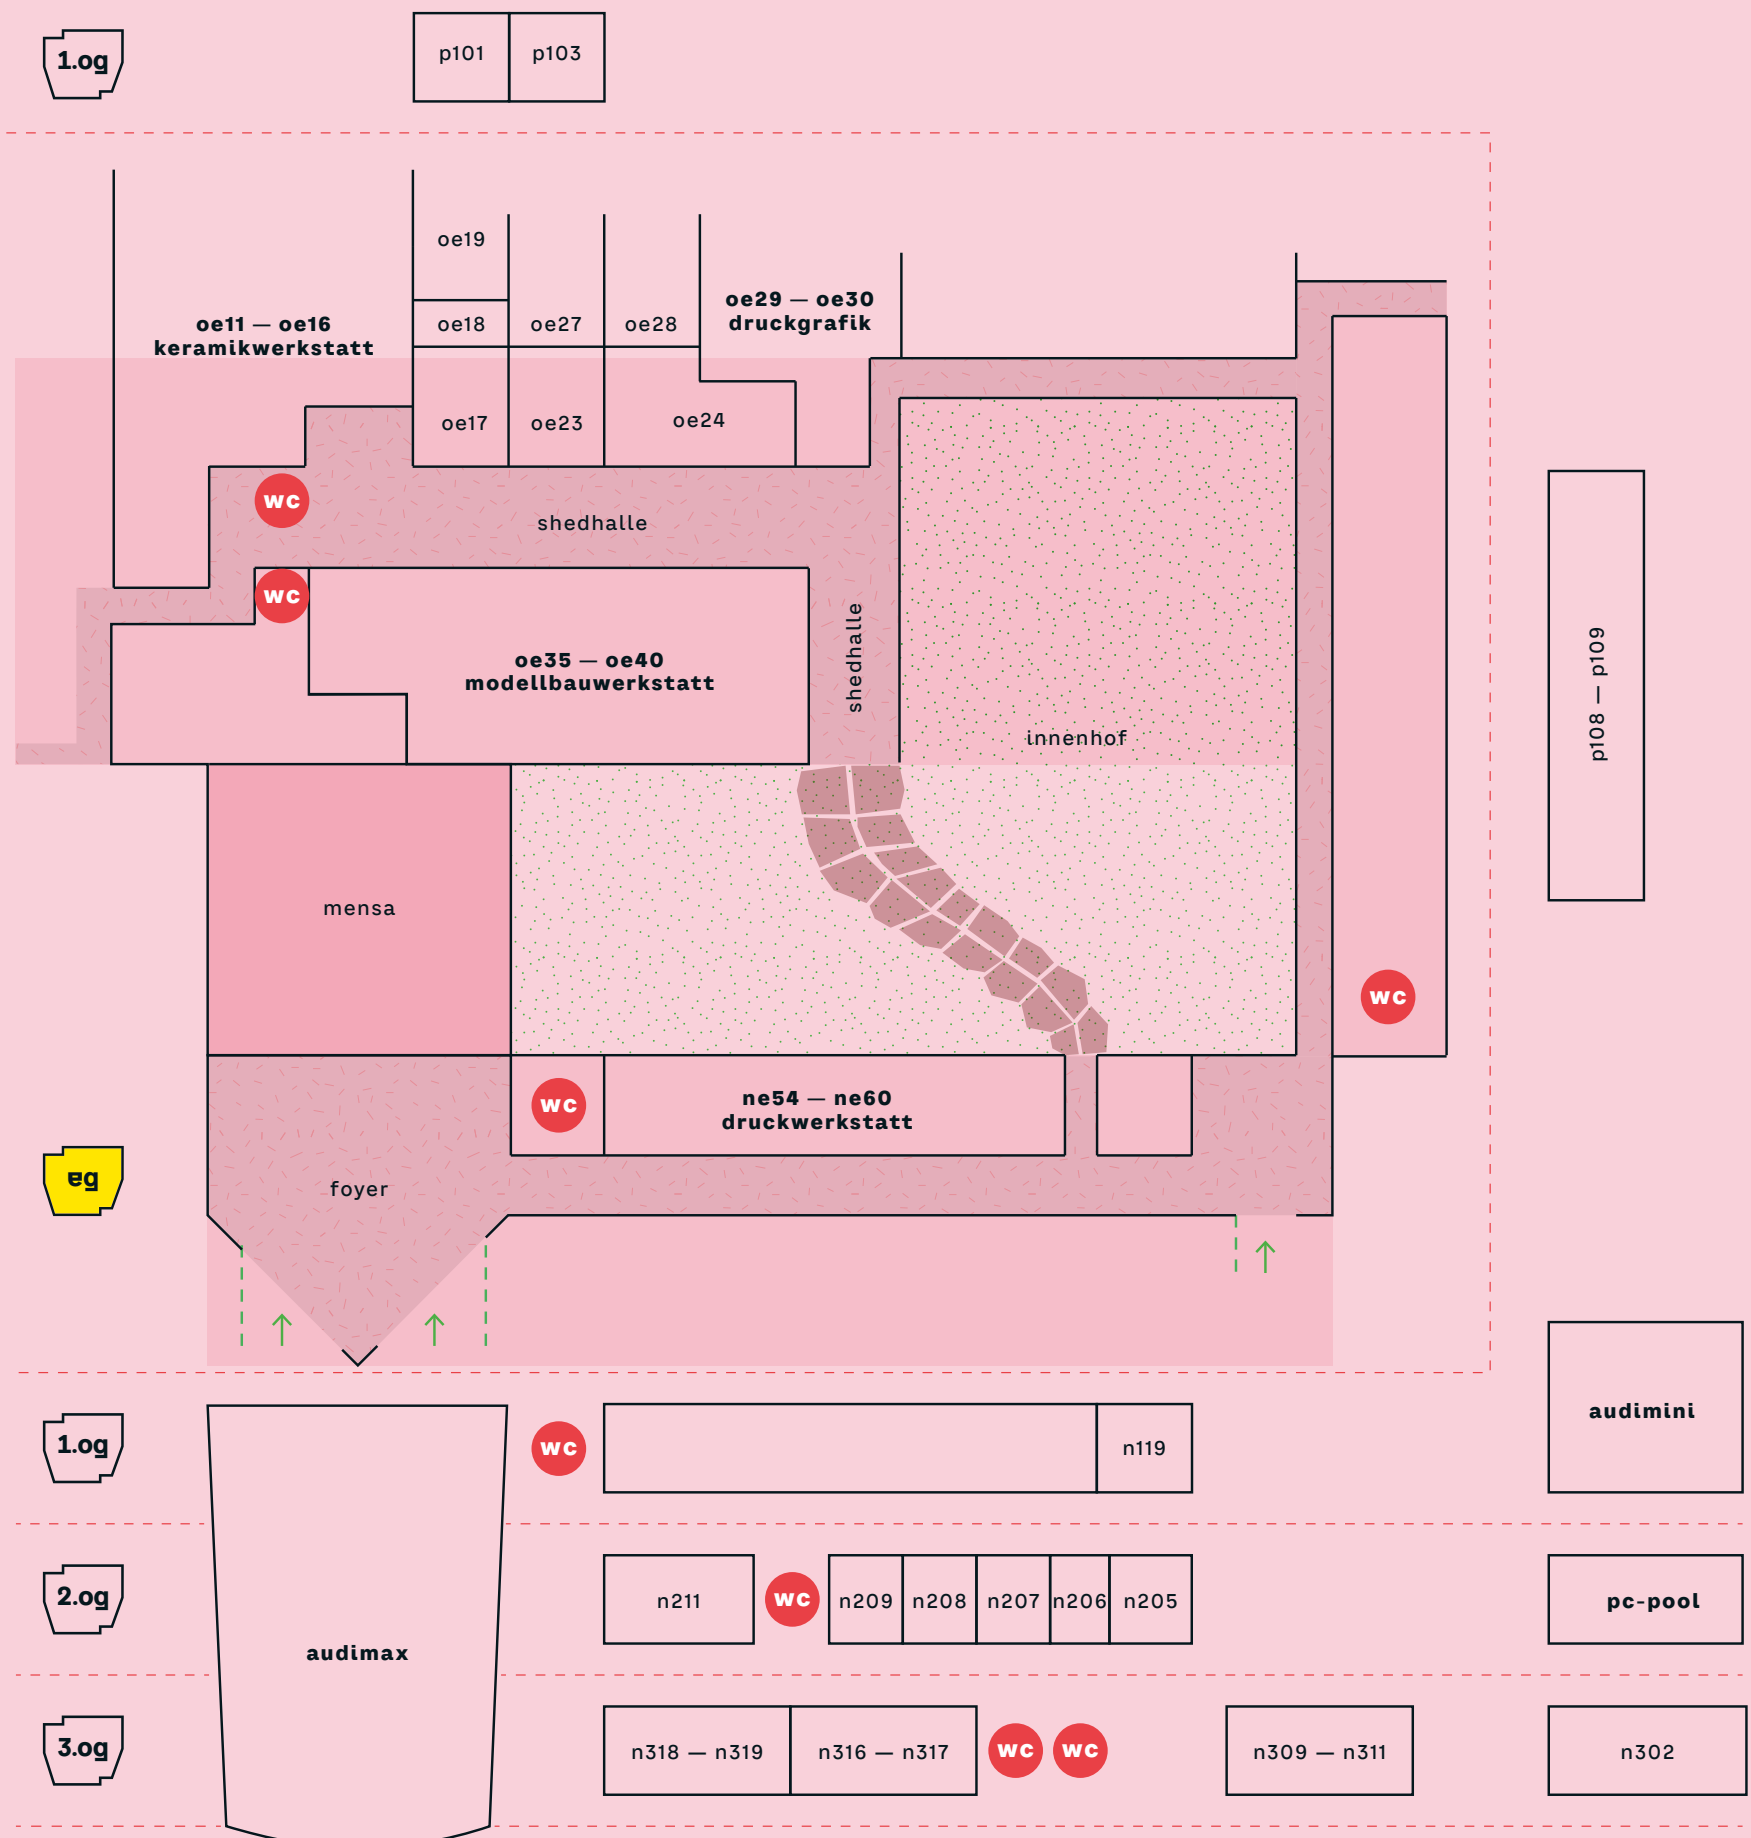 1.og
p101
p103
oe19
oe29 — oe30
druckgrafik
oe11 — oe16
keramikwerkstatt
oe18
oe27
oe28
oe17
oe23
oe24
wc
shedhalle
wc
shedhalle
oe35 — oe40
modellbauwerkstatt
p108 — p109
innenhof
mensa
wc
wc
ne54 — ne60
druckwerkstatt
eg
foyer
audimini
1.og
wc
n119
2.og
n211
wc
n209
n208
n207
n206
n205
pc-pool
audimax
3.og
n318 — n319
n316 — n317
wc
wc
n309 — n311
n302